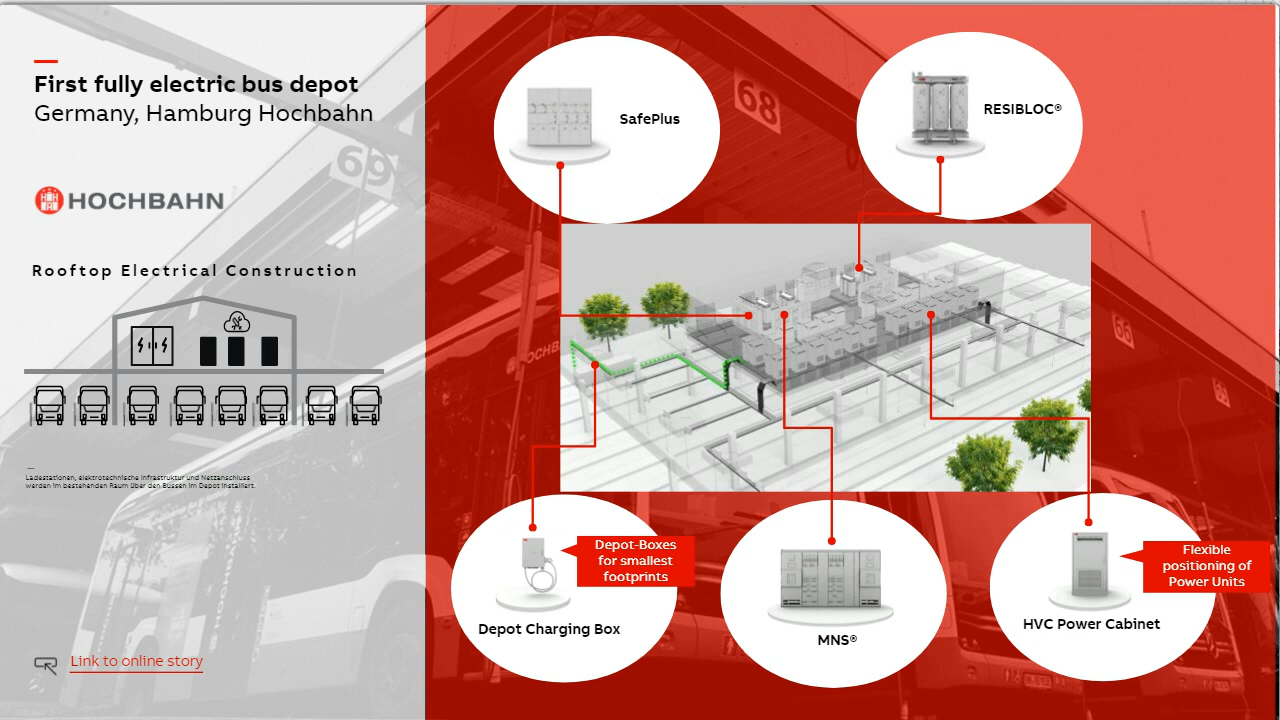 First fully electric bus depot
Germany, Hamburg Hochbahn
69
HOCHBAHN
Rooftop Electrical Construction
Ladestationen, elektrotechnische Infrastruktur und Netzanschluss
werden im bestehenden Raum über den Bussen im Depot installiert.
Link to online story
68
SafePlus
RESIBLOC®
66
Depot-Boxes
for smallest
footprints
Depot Charging Box
MNS®
Flexible
positioning of
Power Units
HVC Power Cabinet